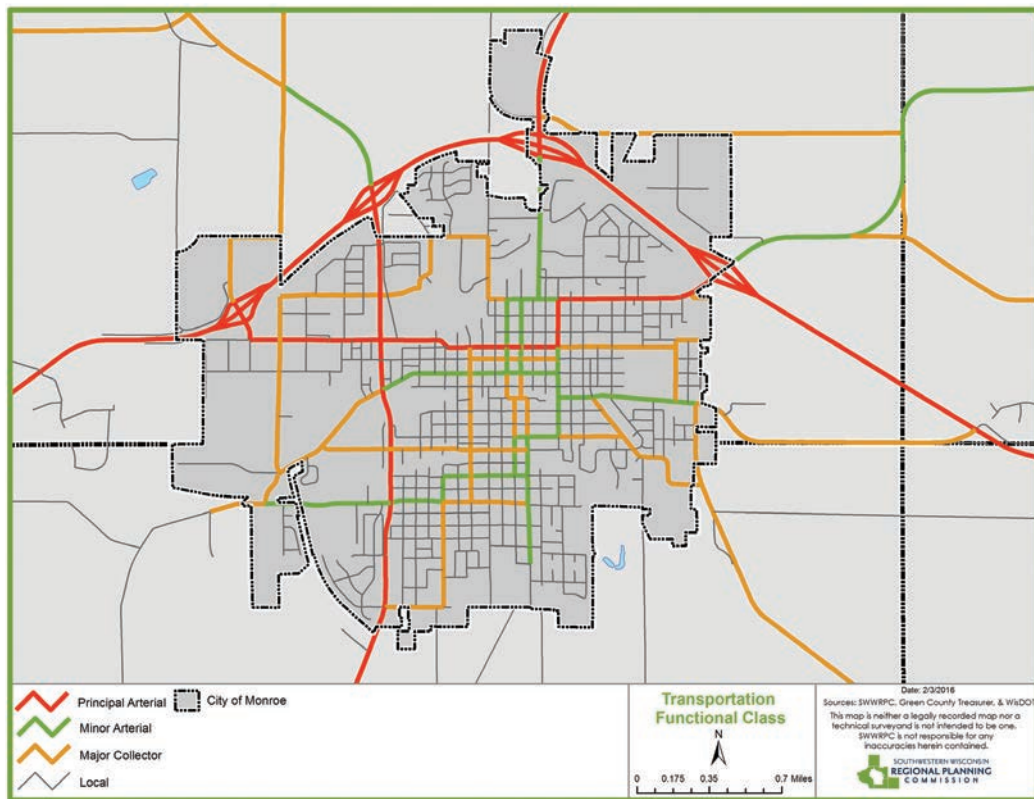 Principal Arterial
City of Monroe
Minor Arterial
Major Collector
Local
Transportation
Functional Class
N
0 0.175 0.35 0.7 Miles
Date: 2/3/2016
Sources: SWWRPC, Green County Treasurer, & WisDOT
This map is neither a legally recorded map nor a
technical surveyand is not intended to be one.
SWWRPC is not responsible for any
inaccuracies herein contained.
SOUTHWESTERN WISCONSIN
REGIONAL PLANNING
COMMISSION